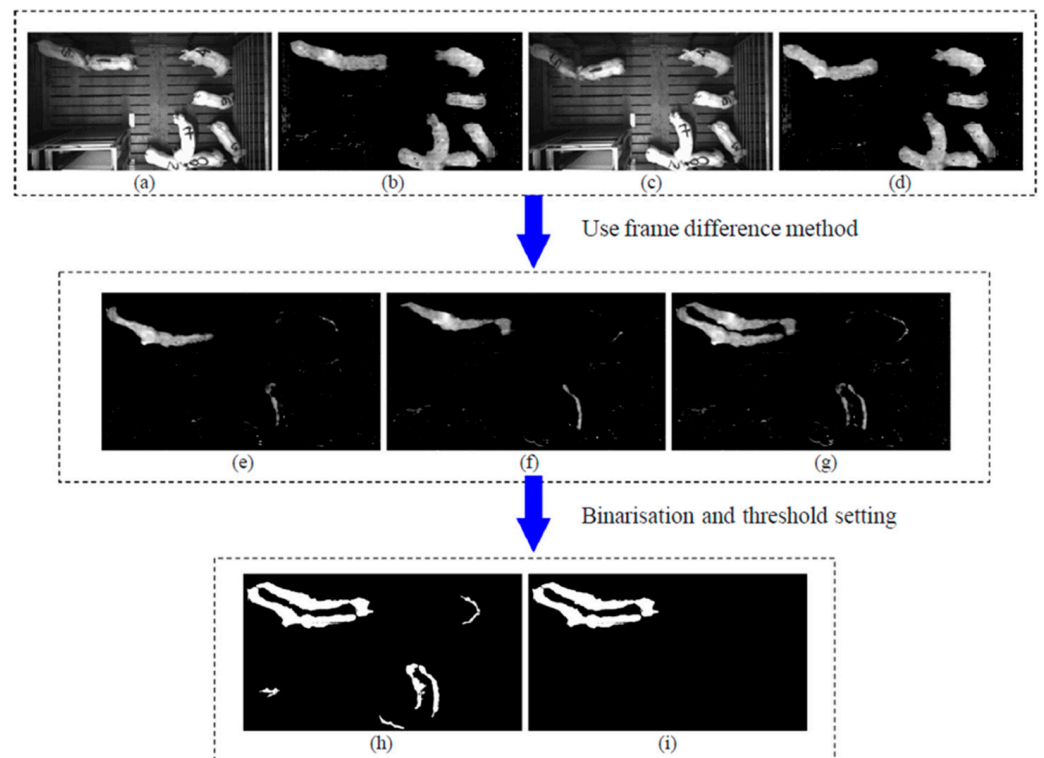 (a) (b) (c) (d)
Use frame difference method
(e) (f) (g)
Binarisation and threshold setting
(h) (i)